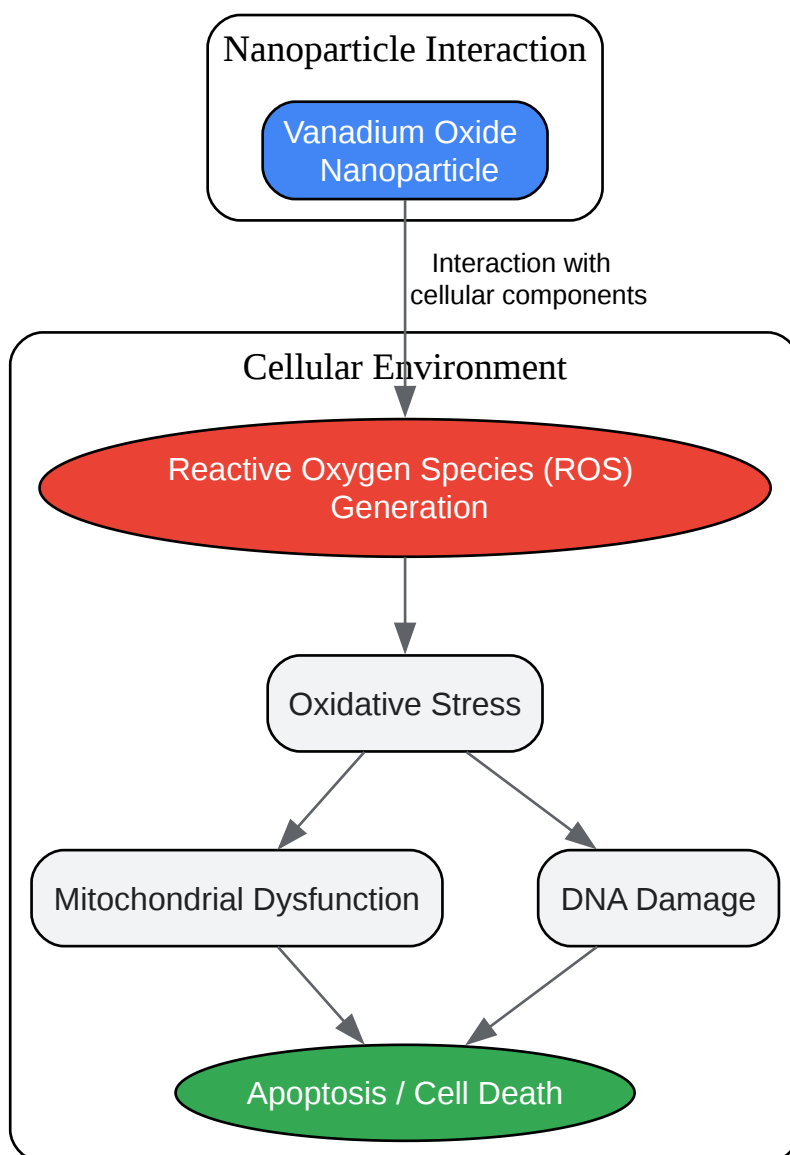 Nanoparticle Interaction
Vanadium Oxide
Nanoparticle
Interaction with
cellular components
Cellular Environment
Reactive Oxygen Species (ROS)
Generation
Oxidative Stress
Mitochondrial Dysfunction
DNA Damage
Apoptosis / Cell Death